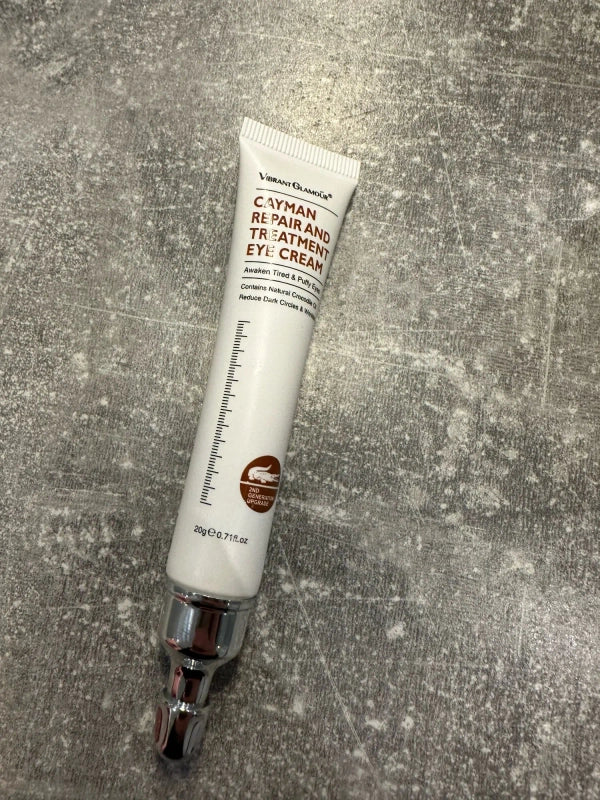 VIBRANT GLAMOUR®
CAYMAN
REPAIR AND
TREATMENT
EYE CREAM
Awaken Tired & Puffy Eyes
Contains Natural Crocodile
Reduce Dark Circles &
2ND
GENERATION
UPGRADE
20g ℮ 0.71fl.oz